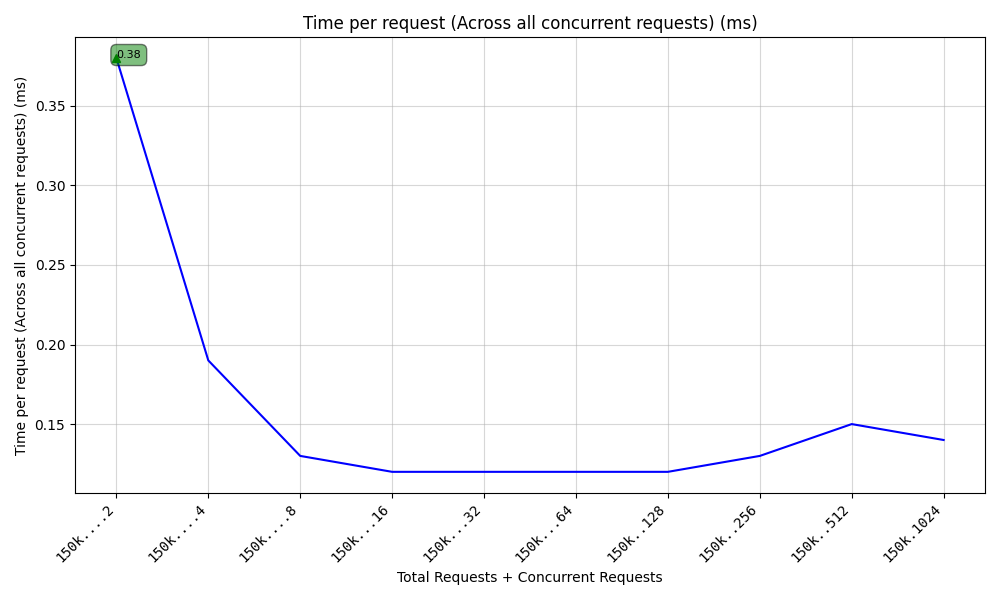 Time per request (Across all concurrent requests) (ms)
0.38
Time per request (Across all concurrent requests) (ms)
0.35
0.30
0.25
0.20
0.15
150k....2
150k....4
150k....8
150k...16
150k...32
150k...64
150k..128
150k..256
150k..512
150k.1024
Total Requests + Concurrent Requests